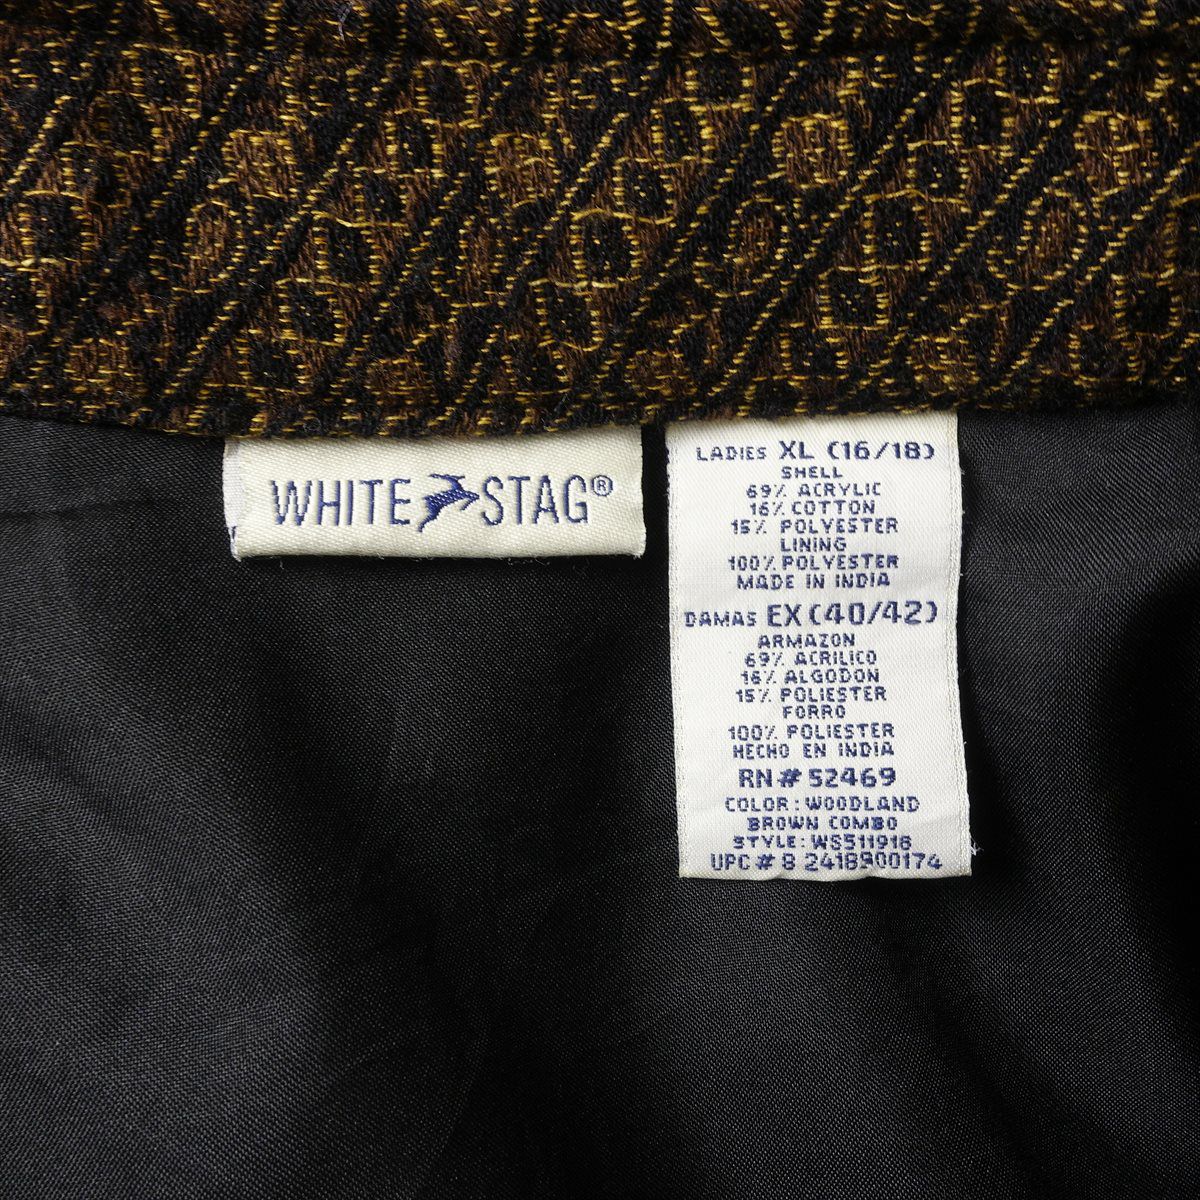 WHITE STAG®
LADIES XL (16/18)
SHELL
69% ACRYLIC
16% COTTON
15% POLYESTER
LINING
100% POLYESTER
MADE IN INDIA
DAMAS EX (40/42)
ARMAZON
69% ACRILICO
16% ALGODON
15% POLIESTER
FORRO
100% POLIESTER
HECHO EN INDIA
RN# 52469
COLOR: WOODLAND
BROWN COMBO
STYLE: WS511918
UPC # 8 2418900174